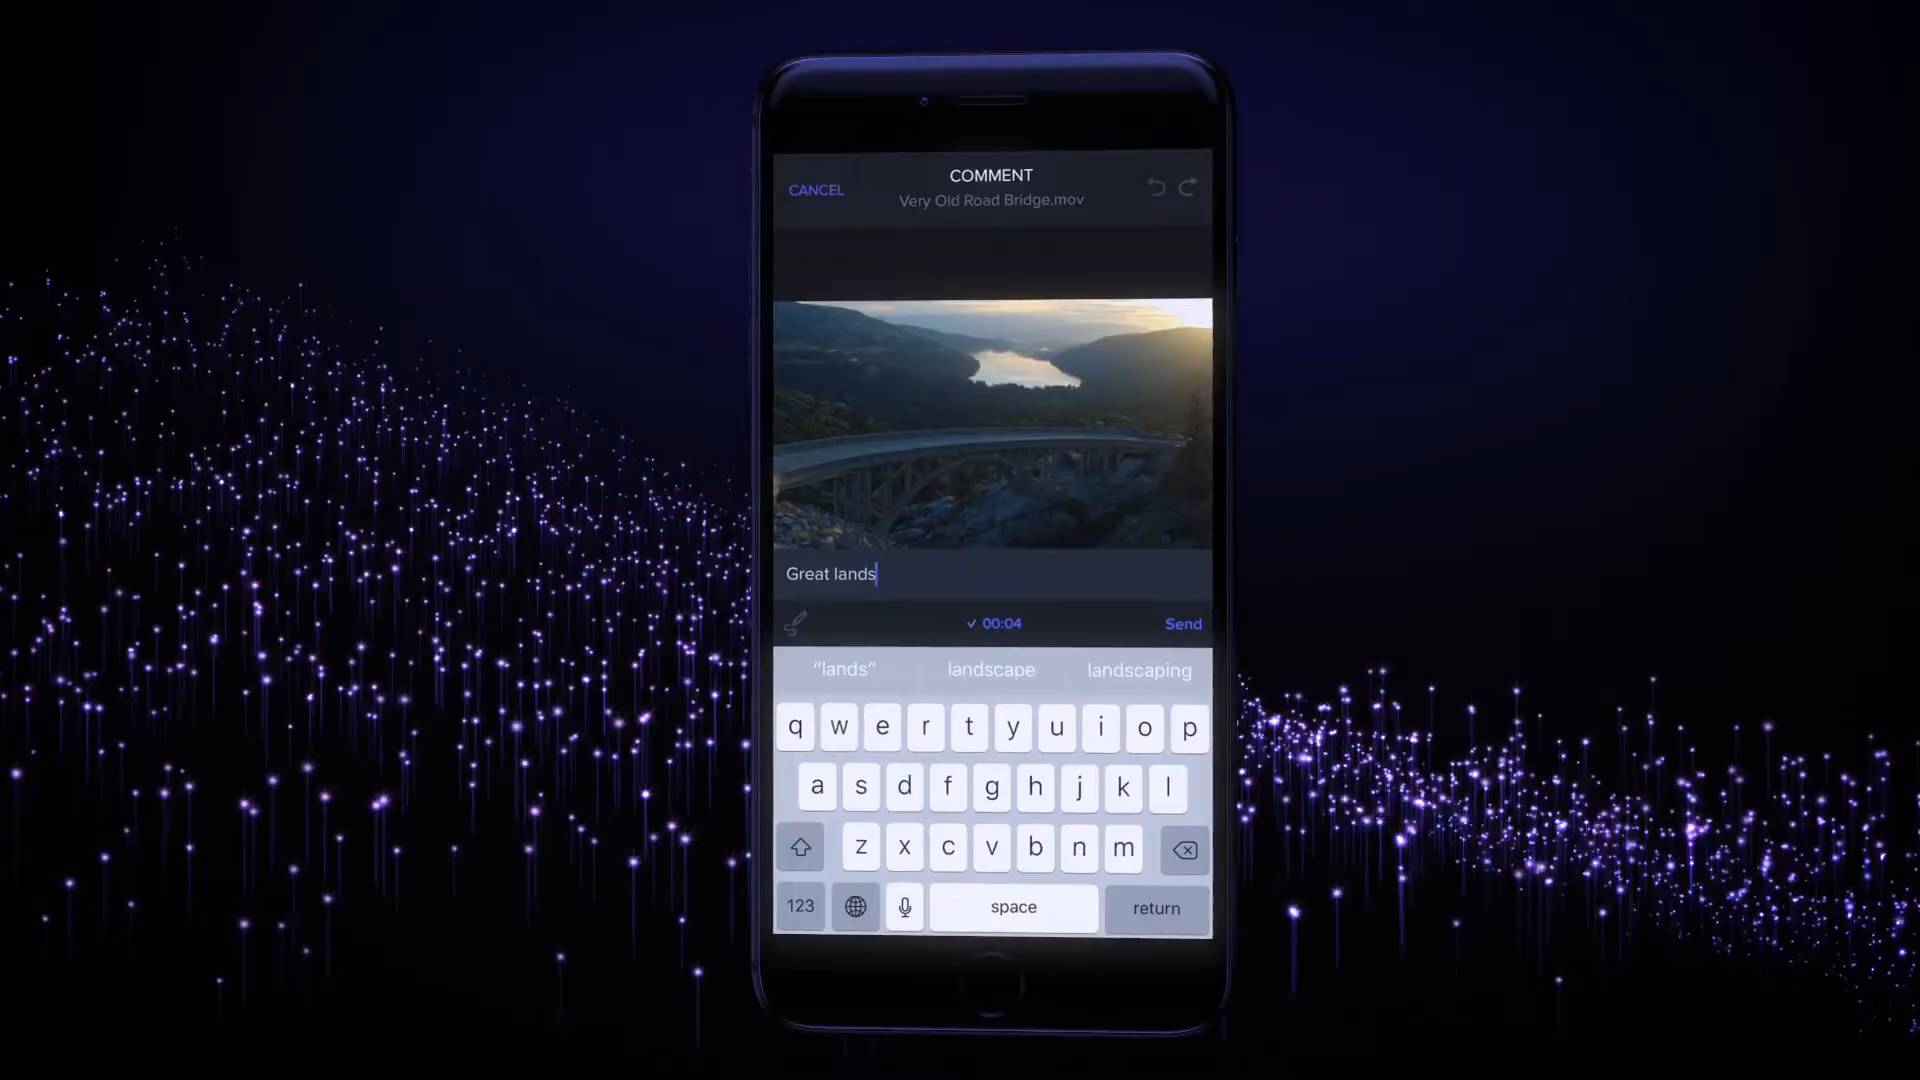 COMMENT
CANCEL
Very Old Road Bridge.mov
Great lands
✓ 00:04 Send
“lands” landscape landscaping
q w e r t y u i o p
a s d f g h j k l
z x c v b n m
123 space return